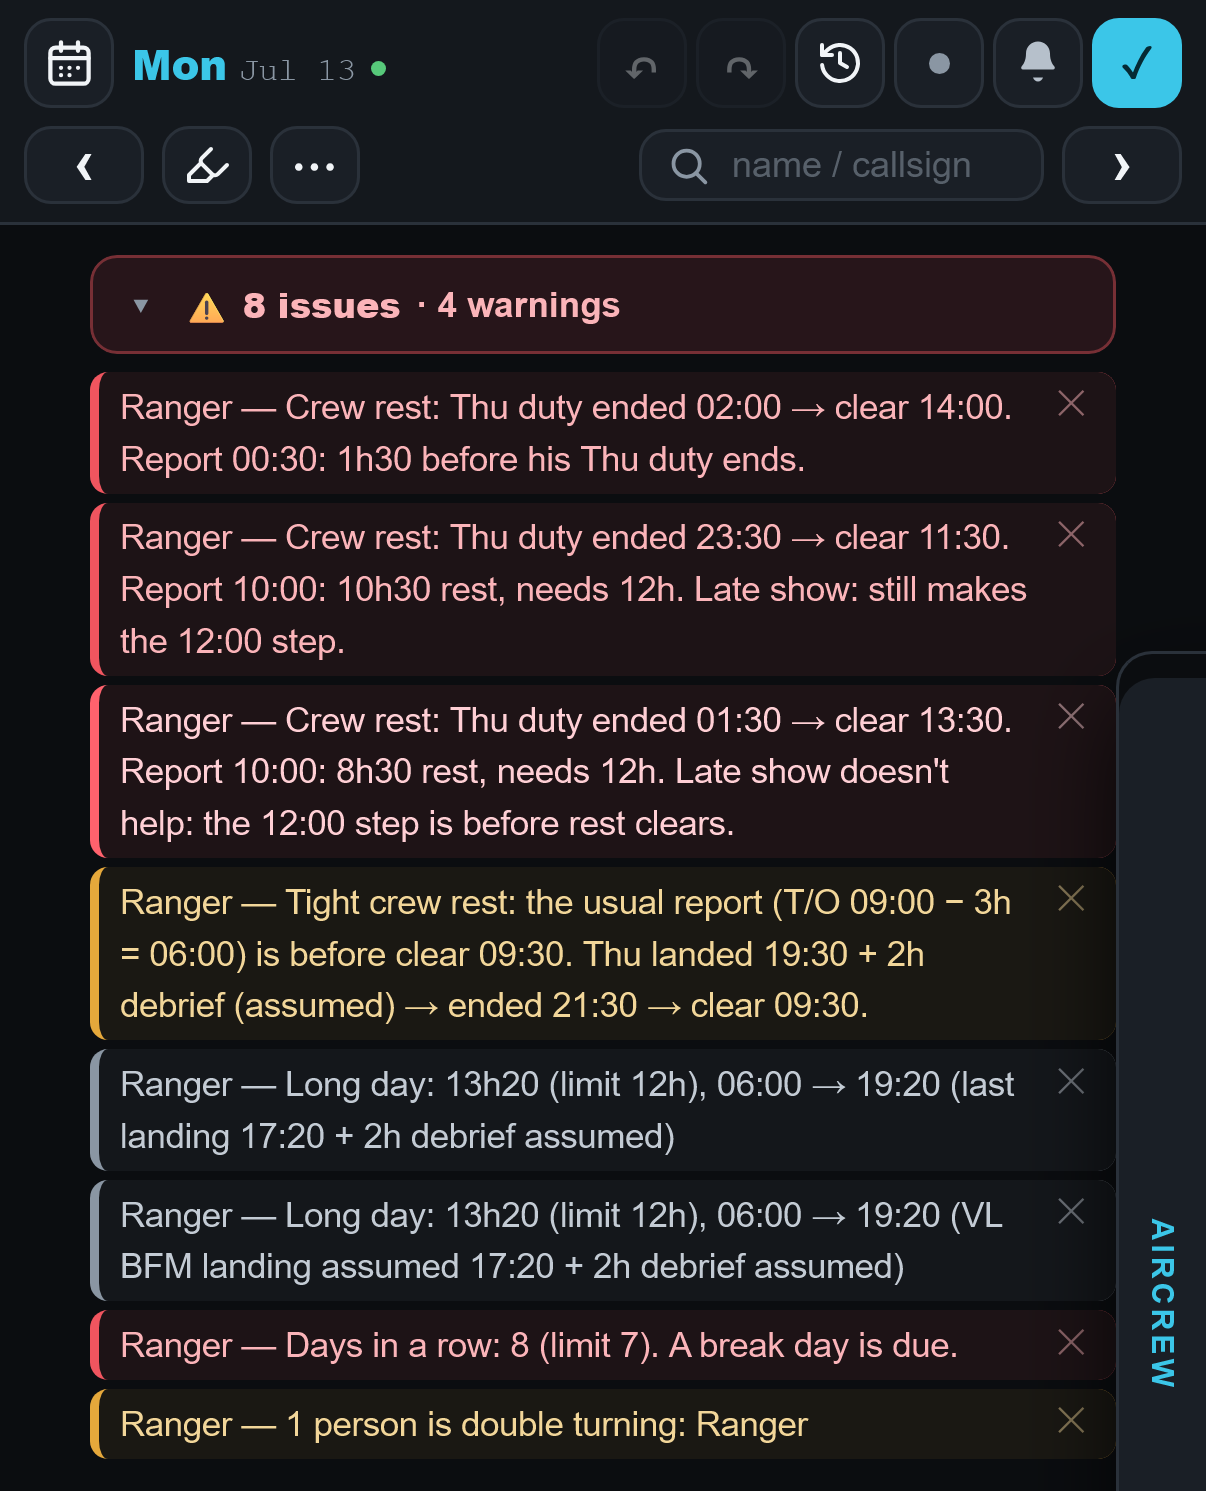 Mon Jul 13
name / callsign
8 issues · 4 warnings
Ranger — Crew rest: Thu duty ended 02:00 → clear 14:00.
Report 00:30: 1h30 before his Thu duty ends.
Ranger — Crew rest: Thu duty ended 23:30 → clear 11:30.
Report 10:00: 10h30 rest, needs 12h. Late show: still makes
the 12:00 step.
Ranger — Crew rest: Thu duty ended 01:30 → clear 13:30.
Report 10:00: 8h30 rest, needs 12h. Late show doesn't
help: the 12:00 step is before rest clears.
Ranger — Tight crew rest: the usual report (T/O 09:00 − 3h
= 06:00) is before clear 09:30. Thu landed 19:30 + 2h
debrief (assumed) → ended 21:30 → clear 09:30.
Ranger — Long day: 13h20 (limit 12h), 06:00 → 19:20 (last
landing 17:20 + 2h debrief assumed)
Ranger — Long day: 13h20 (limit 12h), 06:00 → 19:20 (VL
BFM landing assumed 17:20 + 2h debrief assumed)
Ranger — Days in a row: 8 (limit 7). A break day is due.
Ranger — 1 person is double turning: Ranger
AIRCREW